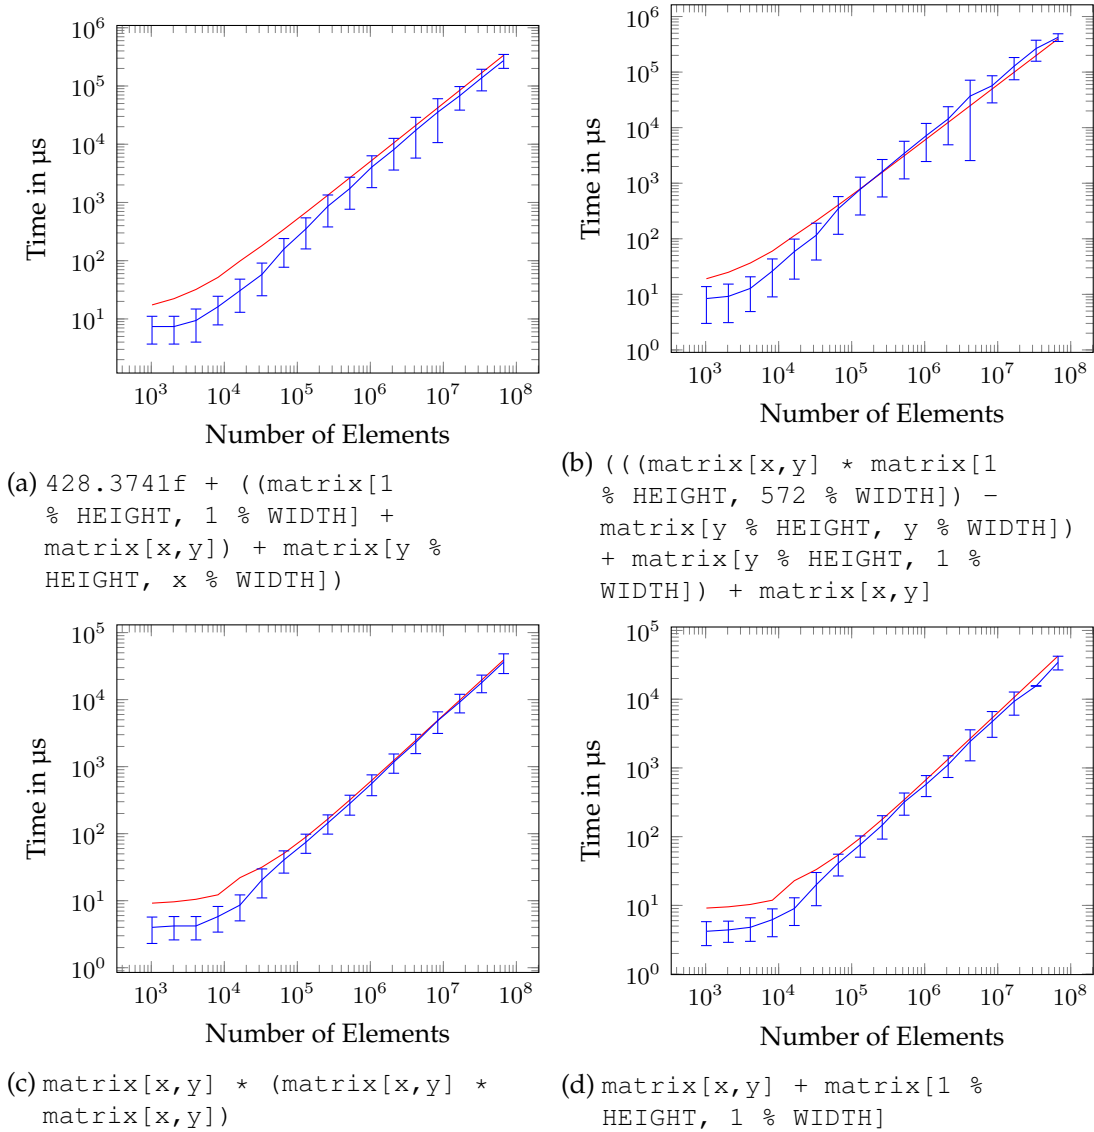 10^6
10^5
10^4
10^3
10^2
10^1
Time in µs
10^3 10^4 10^5 10^6 10^7 10^8
Number of Elements
(a) 428.3741f + ((matrix[1
% HEIGHT, 1 % WIDTH] +
matrix[x,y]) + matrix[y %
HEIGHT, x % WIDTH])
10^6
10^5
10^4
10^3
10^2
10^1
10^0
Time in µs
10^3 10^4 10^5 10^6 10^7 10^8
Number of Elements
(b) (((matrix[x,y] * matrix[1
% HEIGHT, 572 % WIDTH]) -
matrix[y % HEIGHT, y % WIDTH])
+ matrix[y % HEIGHT, 1 %
WIDTH]) + matrix[x,y]
10^5
10^4
10^3
10^2
10^1
10^0
Time in µs
10^3 10^4 10^5 10^6 10^7 10^8
Number of Elements
(c) matrix[x,y] * (matrix[x,y] *
matrix[x,y])
10^5
10^4
10^3
10^2
10^1
10^0
Time in µs
10^3 10^4 10^5 10^6 10^7 10^8
Number of Elements
(d) matrix[x,y] + matrix[1 %
HEIGHT, 1 % WIDTH]